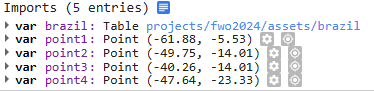 Imports (5 entries)
var brazil: Table projects/fwo2024/assets/brazil
var point1: Point (-61.88, -5.53)
var point2: Point (-49.75, -14.01)
var point3: Point (-40.26, -14.01)
var point4: Point (-47.64, -23.33)